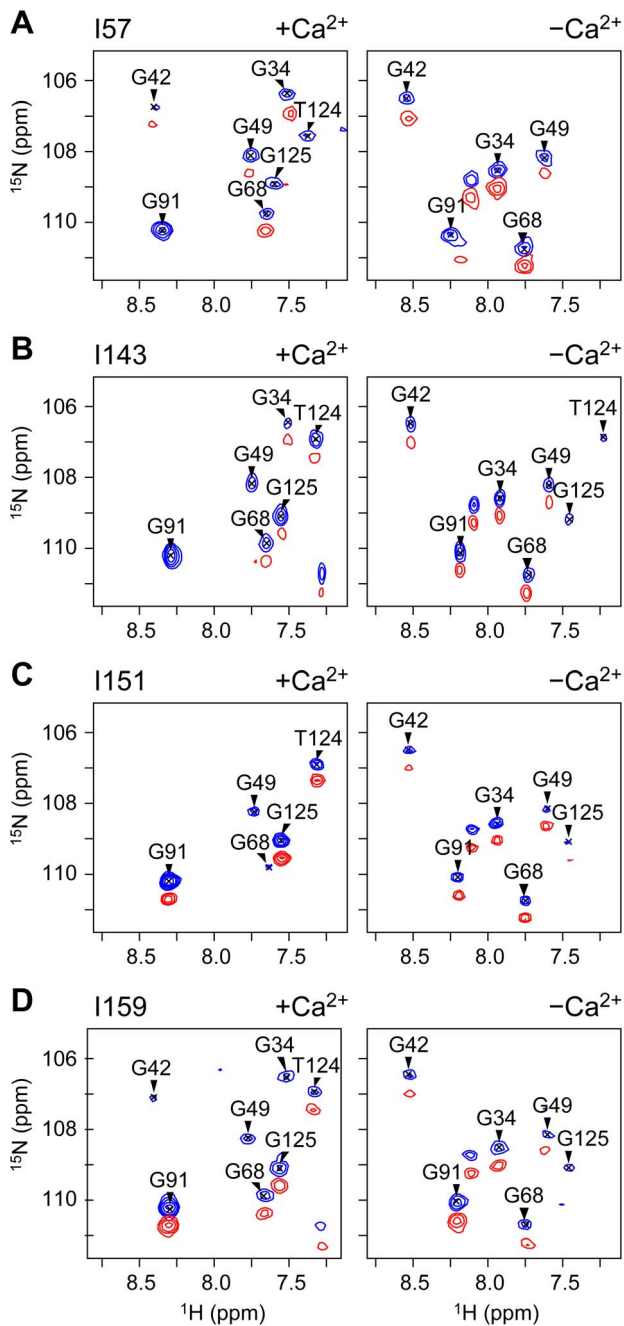 A I57 +Ca2+ −Ca2+
G42 G34 T124 G49 G125 G68 G91
G42 G34 G49 G91 G68
106
108
110
15N (ppm)
8.5 8.0 7.5 8.5 8.0 7.5
B I143 +Ca2+ −Ca2+
G34 T124 G49 G125 G91 G68
G42 T124 G34 G49 G125 G91 G68
106
108
110
15N (ppm)
8.5 8.0 7.5 8.5 8.0 7.5
C I151 +Ca2+ −Ca2+
T124 G49 G125 G91 G68
G42 G49 G34 G125 G91 G68
106
108
110
15N (ppm)
8.5 8.0 7.5 8.5 8.0 7.5
D I159 +Ca2+ −Ca2+
G42 G34 T124 G49 G125 G91 G68
G42 G34 G49 G125 G91 G68
106
108
110
15N (ppm)
8.5 8.0 7.5 8.5 8.0 7.5
1H (ppm) 1H (ppm)